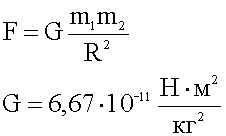 F = G m₁m₂ / R²
G = 6,67·10⁻¹¹ Н·м² / кг²